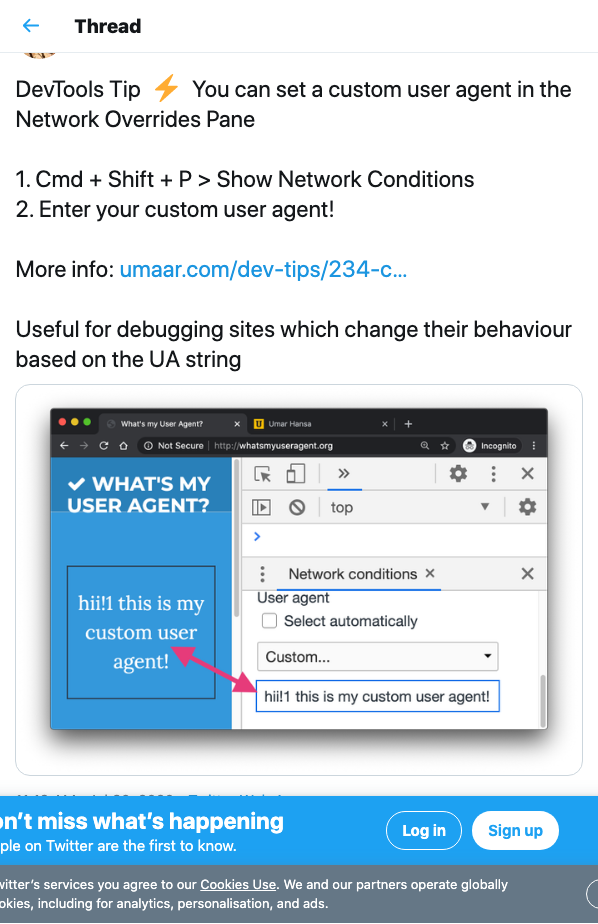 Thread
DevTools Tip ⚡ You can set a custom user agent in the
Network Overrides Pane
1. Cmd + Shift + P > Show Network Conditions
2. Enter your custom user agent!
More info: umaar.com/dev-tips/234-c...
Useful for debugging sites which change their behaviour
based on the UA string
What's my User Agent?
Umar Hansa
Not Secure | http://whatsmyuseragent.org
Incognito
✔ WHAT'S MY
USER AGENT?
hii!1 this is my
custom user
agent!
top
Network conditions
User agent
Select automatically
Custom...
hii!1 this is my custom user agent!
on't miss what's happening
ple on Twitter are the first to know.
Log in
Sign up
witter's services you agree to our Cookies Use. We and our partners operate globally
okies, including for analytics, personalisation, and ads.